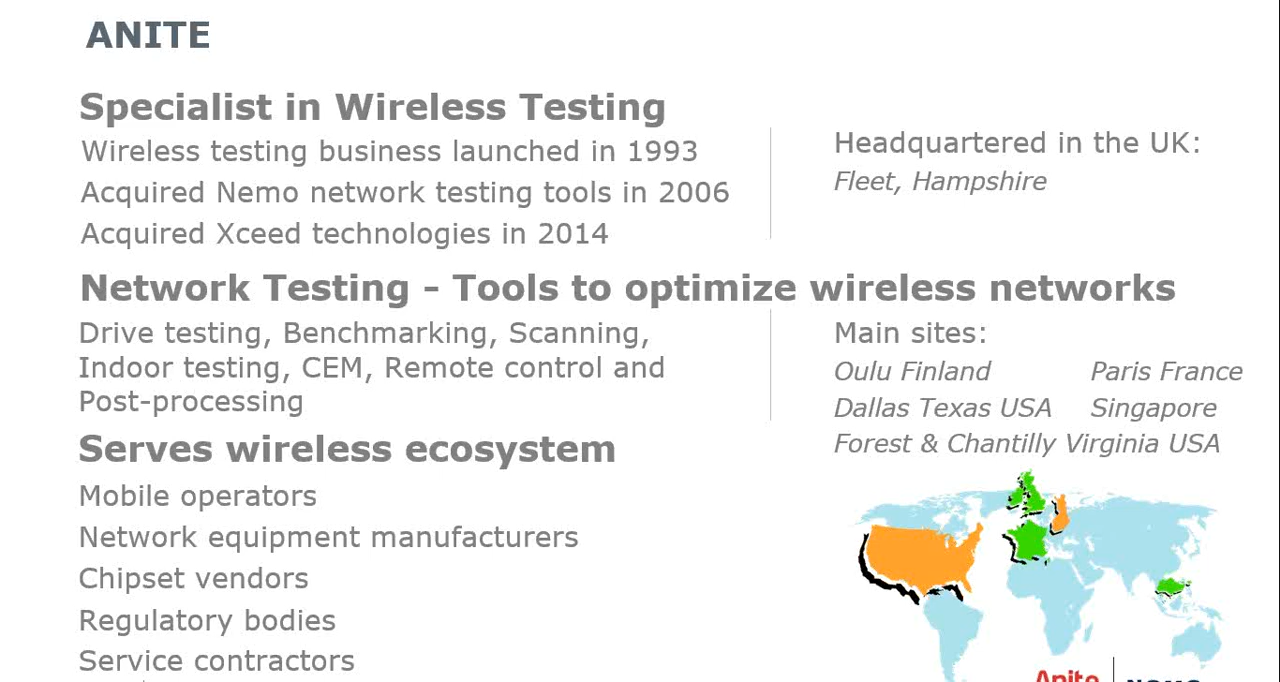 ANITE
Specialist in Wireless Testing
Wireless testing business launched in 1993
Acquired Nemo network testing tools in 2006
Acquired Xceed technologies in 2014
Headquartered in the UK:
Fleet, Hampshire
Network Testing - Tools to optimize wireless networks
Drive testing, Benchmarking, Scanning,
Indoor testing, CEM, Remote control and
Post-processing
Main sites:
Oulu Finland Paris France
Dallas Texas USA Singapore
Forest & Chantilly Virginia USA
Serves wireless ecosystem
Mobile operators
Network equipment manufacturers
Chipset vendors
Regulatory bodies
Service contractors
Anite